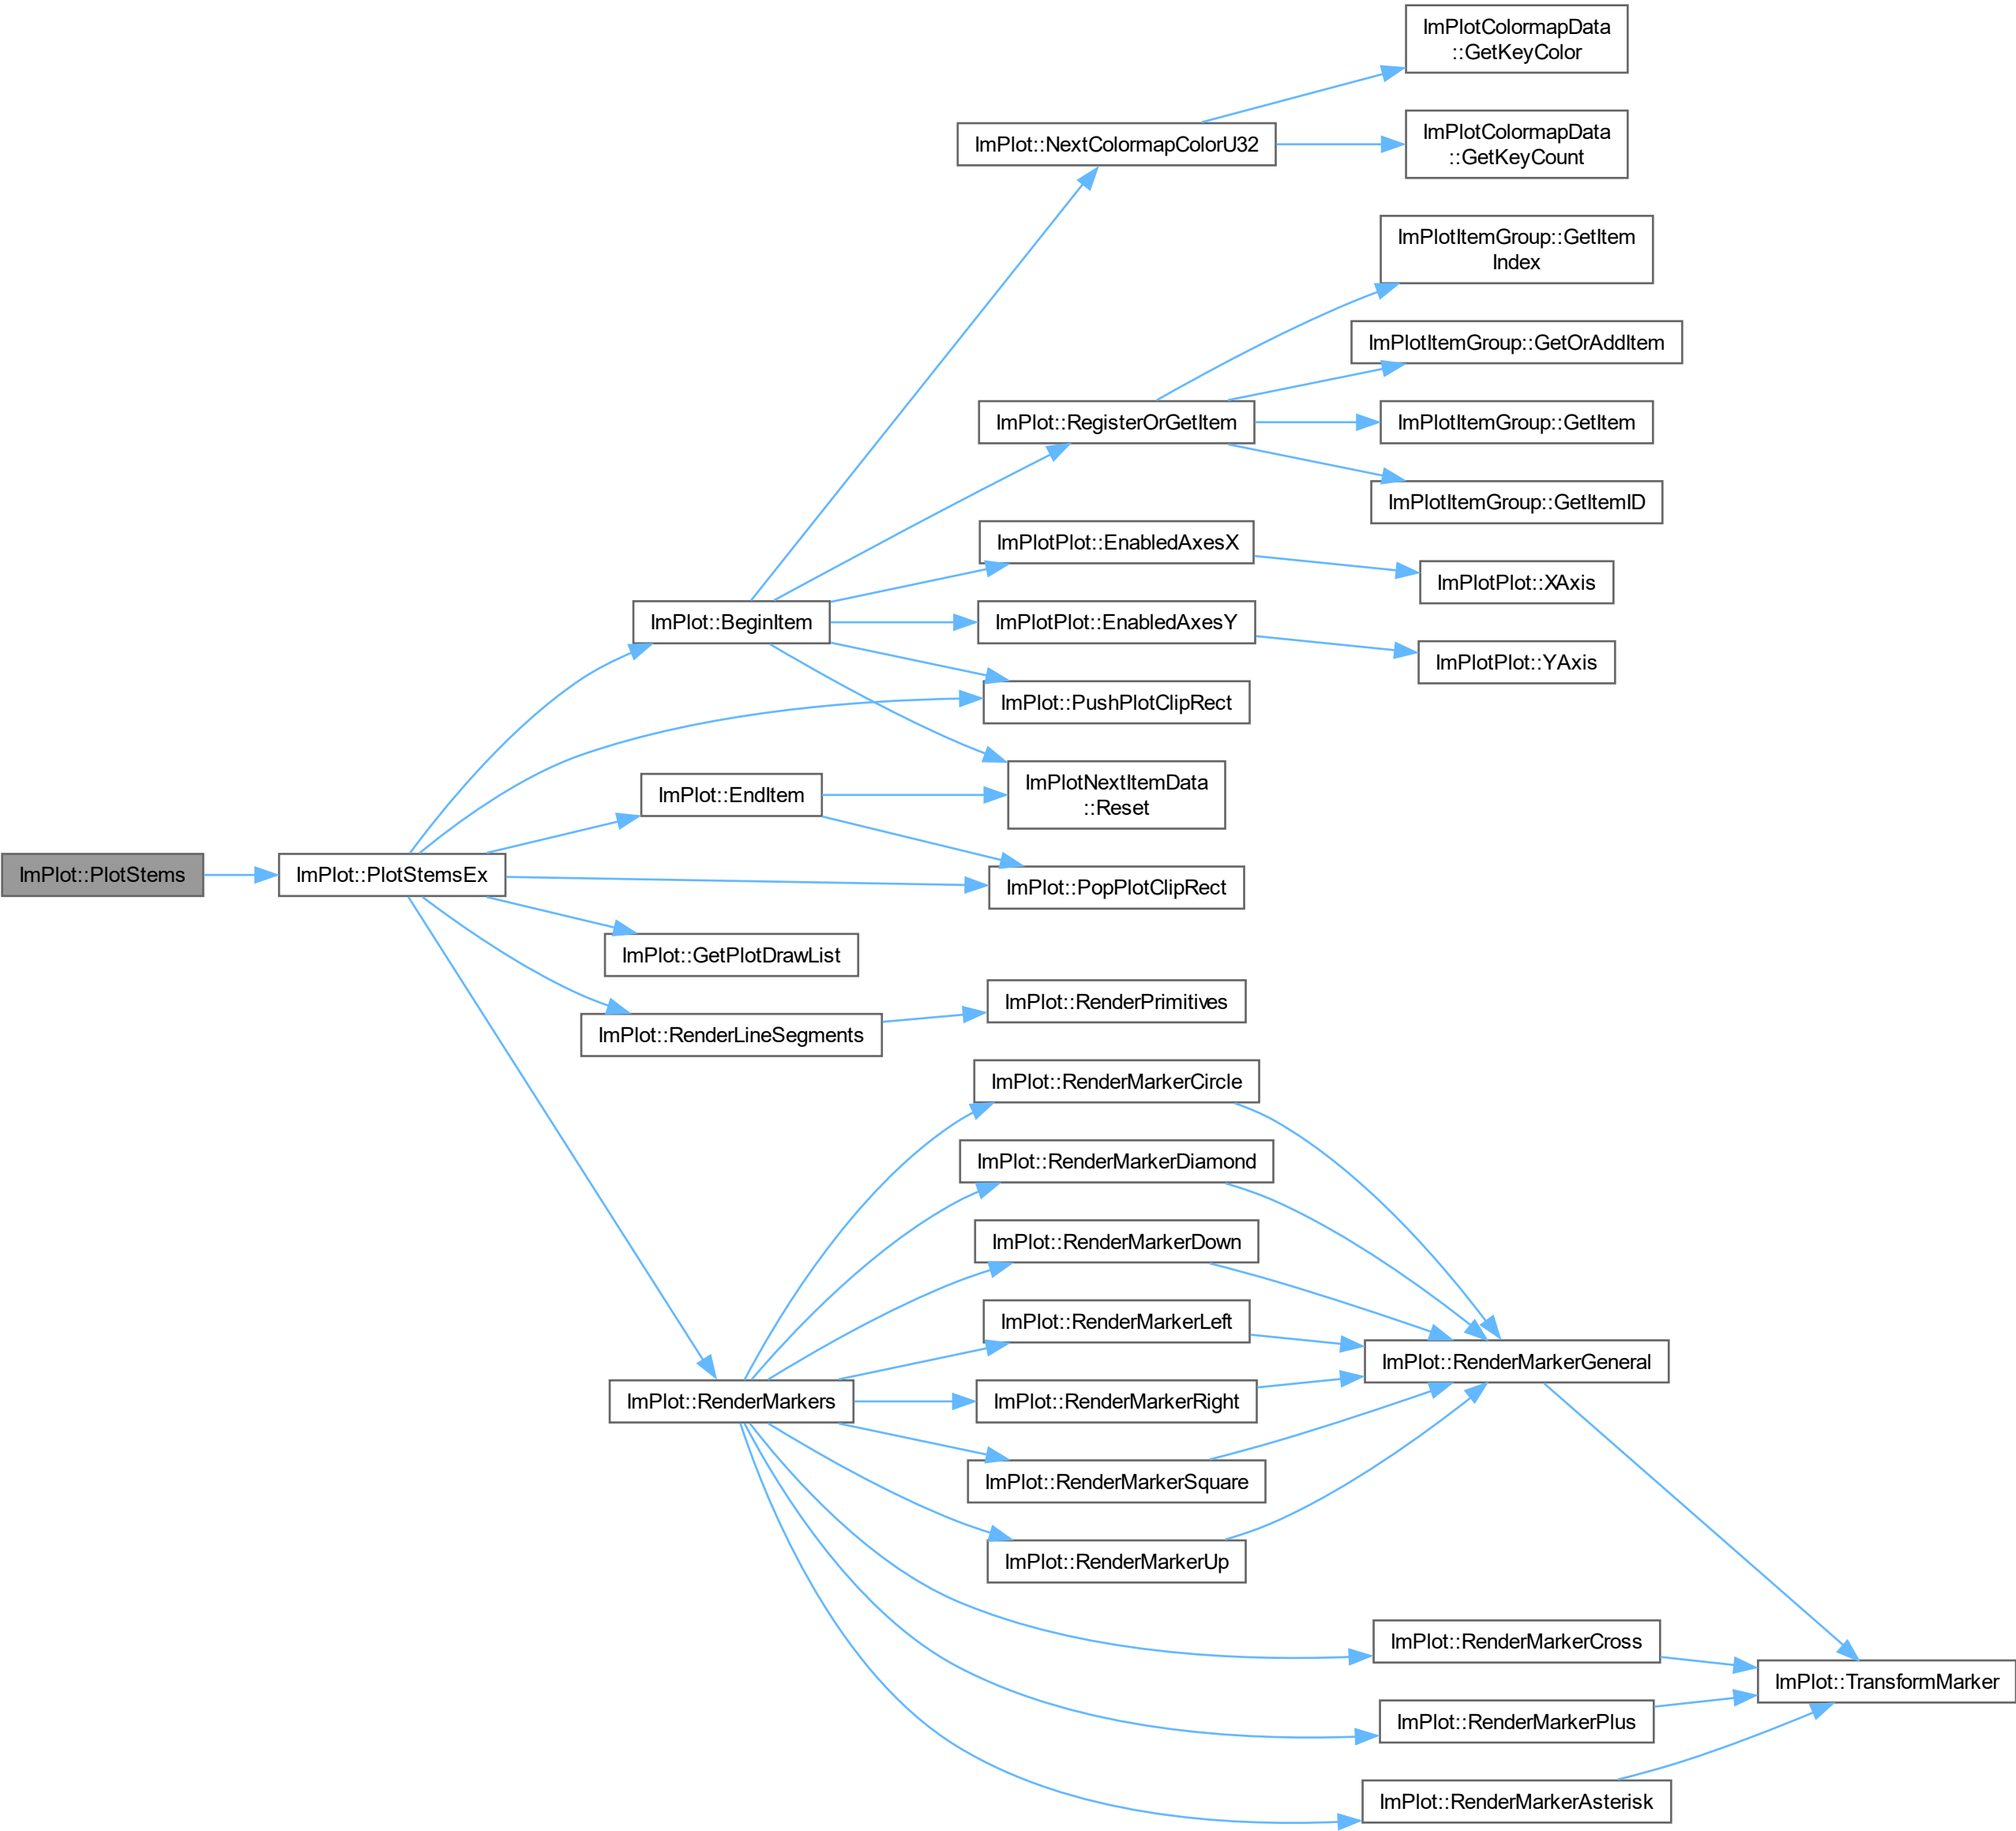 ImPlotColormapData
::GetKeyColor
ImPlot::NextColormapColorU32
ImPlotColormapData
::GetKeyCount
ImPlotItemGroup::GetItem
Index
ImPlotItemGroup::GetOrAddItem
ImPlot::RegisterOrGetItem
ImPlotItemGroup::GetItem
ImPlotItemGroup::GetItemID
ImPlotPlot::EnabledAxesX
ImPlotPlot::XAxis
ImPlot::BeginItem
ImPlotPlot::EnabledAxesY
ImPlotPlot::YAxis
ImPlot::PushPlotClipRect
ImPlot::EndItem
ImPlotNextItemData
::Reset
ImPlot::PlotStems
ImPlot::PlotStemsEx
ImPlot::PopPlotClipRect
ImPlot::GetPlotDrawList
ImPlot::RenderPrimitives
ImPlot::RenderLineSegments
ImPlot::RenderMarkerCircle
ImPlot::RenderMarkerDiamond
ImPlot::RenderMarkerDown
ImPlot::RenderMarkerLeft
ImPlot::RenderMarkerGeneral
ImPlot::RenderMarkers
ImPlot::RenderMarkerRight
ImPlot::RenderMarkerSquare
ImPlot::RenderMarkerUp
ImPlot::RenderMarkerCross
ImPlot::TransformMarker
ImPlot::RenderMarkerPlus
ImPlot::RenderMarkerAsterisk